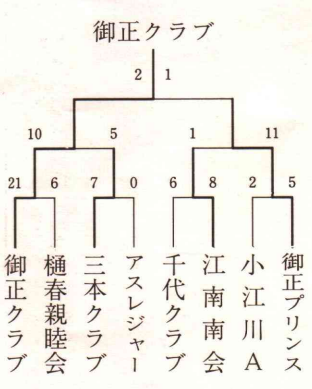 御正クラブ
2 1
10 5 1 11
21 6 7 0 6 8 2 5
御正クラブ
樋春親睦会
三本クラブ
アスレジャー
千代クラブ
江南南会
小江川A
御正プリンス